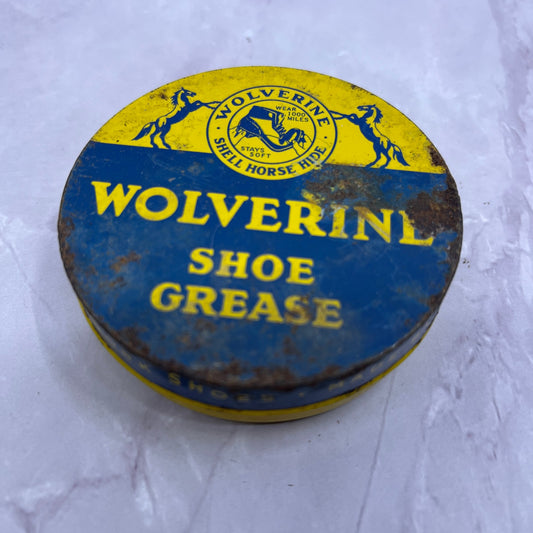 WOLVERINE
WEAR
1000
MILES
STAYS
SOFT
SHELL HORSE HIDE
WOLVERINE
SHOE
GREASE
SHOES